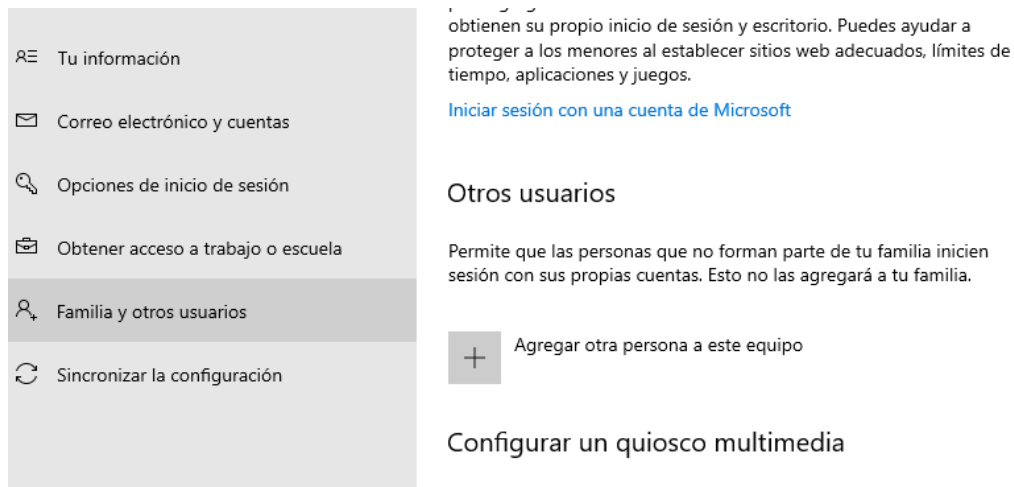 Tu información
Correo electrónico y cuentas
Opciones de inicio de sesión
Obtener acceso a trabajo o escuela
Familia y otros usuarios
Sincronizar la configuración
obtienen su propio inicio de sesión y escritorio. Puedes ayudar a
proteger a los menores al establecer sitios web adecuados, límites de
tiempo, aplicaciones y juegos.
Iniciar sesión con una cuenta de Microsoft
Otros usuarios
Permite que las personas que no forman parte de tu familia inicien
sesión con sus propias cuentas. Esto no las agregará a tu familia.
Agregar otra persona a este equipo
Configurar un quiosco multimedia